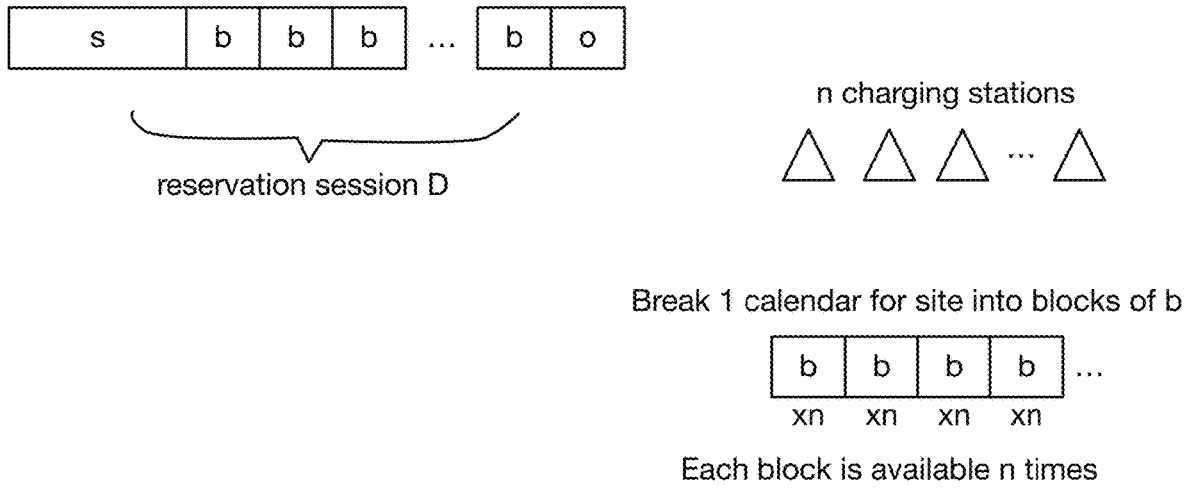 s b b b ... b o
reservation session D
n charging stations
...
Break 1 calendar for site into blocks of b
b b b b ...
xn xn xn xn
Each block is available n times